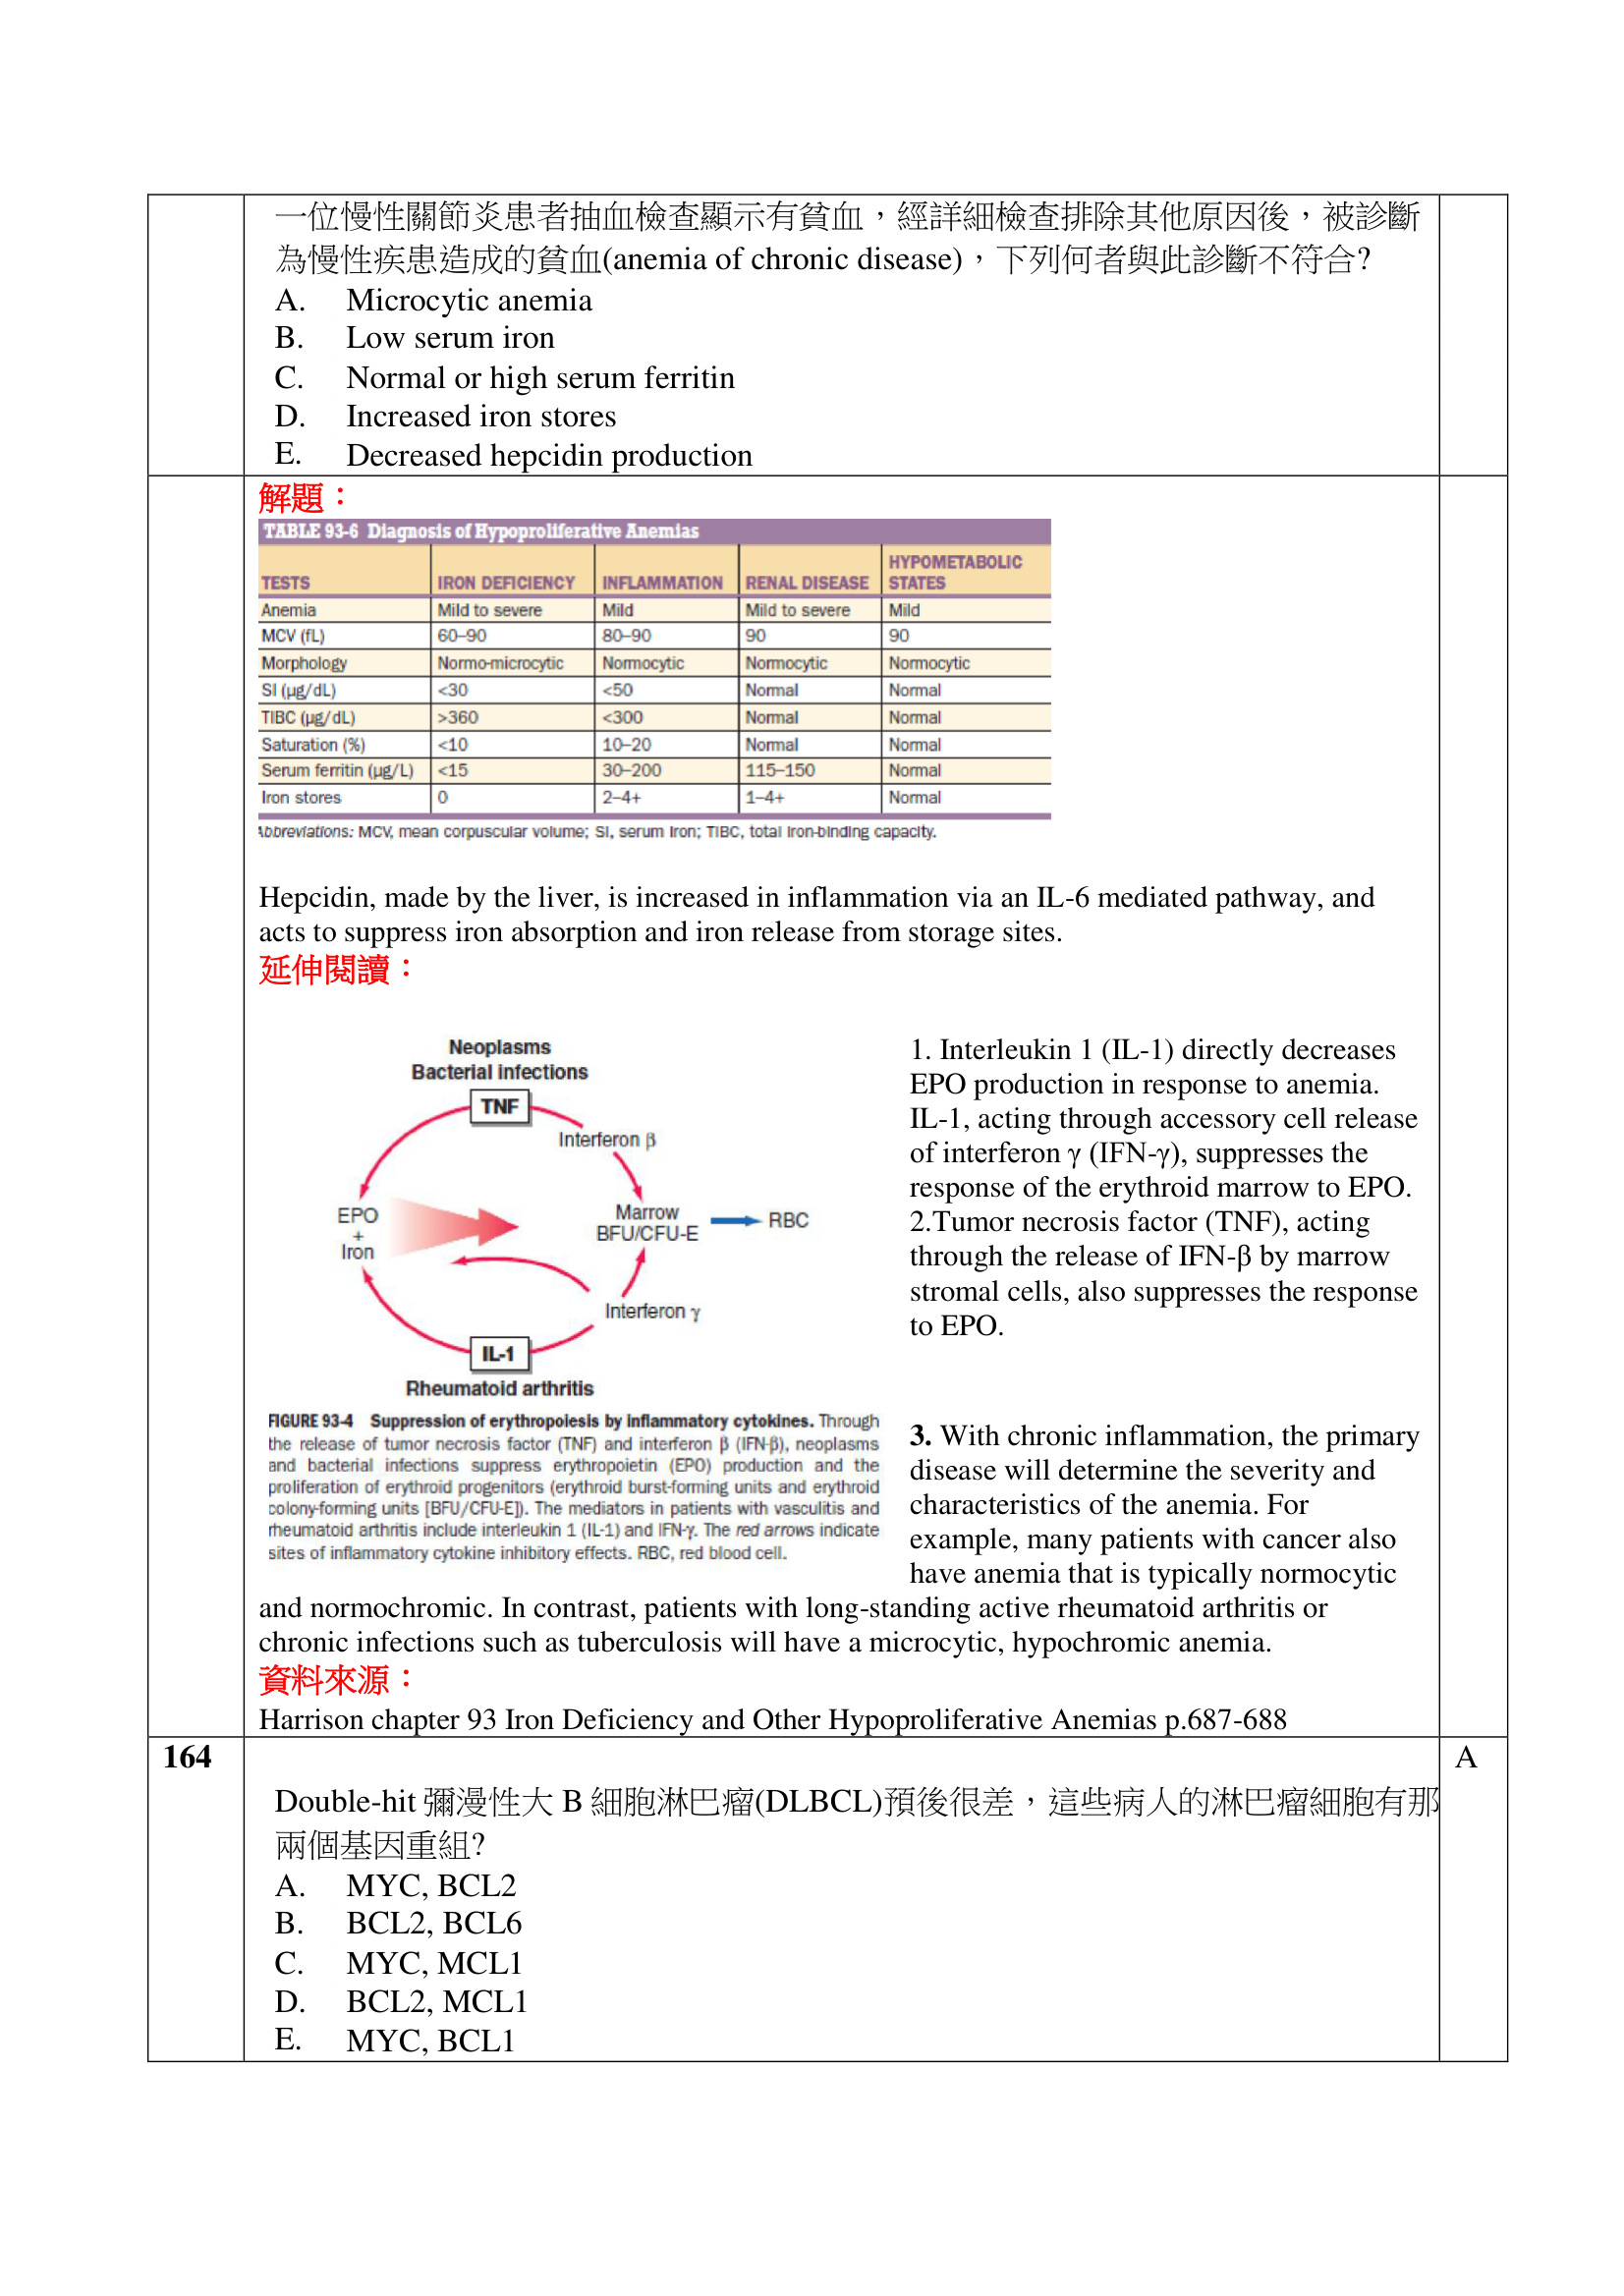 一位慢性關節炎患者抽血檢查顯示有貧血，經詳細檢查排除其他原因後，被診斷
為慢性疾患造成的貧血(anemia of chronic disease)，下列何者與此診斷不符合?
A. Microcytic anemia
B. Low serum iron
C. Normal or high serum ferritin
D. Increased iron stores
E. Decreased hepcidin production
解題：
TABLE 93-6 Diagnosis of Hypoproliferative Anemias
TESTS IRON DEFICIENCY INFLAMMATION RENAL DISEASE HYPOMETABOLIC STATES
Anemia Mild to severe Mild Mild to severe Mild
MCV (fL) 60–90 80–90 90 90
Morphology Normo-microcytic Normocytic Normocytic Normocytic
SI (μg/dL) <30 <50 Normal Normal
TIBC (μg/dL) >360 <300 Normal Normal
Saturation (%) <10 10–20 Normal Normal
Serum ferritin (μg/L) <15 30–200 115–150 Normal
Iron stores 0 2–4+ 1–4+ Normal
Abbreviations: MCV, mean corpuscular volume; SI, serum iron; TIBC, total iron-binding capacity.
Hepcidin, made by the liver, is increased in inflammation via an IL-6 mediated pathway, and
acts to suppress iron absorption and iron release from storage sites.
延伸閱讀：
Neoplasms
Bacterial infections
TNF
Interferon β
EPO
+
Iron
Marrow
BFU/CFU-E
RBC
Interferon γ
IL-1
Rheumatoid arthritis
FIGURE 93-4 Suppression of erythropoiesis by inflammatory cytokines. Through
the release of tumor necrosis factor (TNF) and interferon β (IFN-β), neoplasms
and bacterial infections suppress erythropoietin (EPO) production and the
proliferation of erythroid progenitors (erythroid burst-forming units and erythroid
colony-forming units [BFU/CFU-E]). The mediators in patients with vasculitis and
rheumatoid arthritis include interleukin 1 (IL-1) and IFN-γ. The red arrows indicate
sites of inflammatory cytokine inhibitory effects. RBC, red blood cell.
1. Interleukin 1 (IL-1) directly decreases
EPO production in response to anemia.
IL-1, acting through accessory cell release
of interferon γ (IFN-γ), suppresses the
response of the erythroid marrow to EPO.
2.Tumor necrosis factor (TNF), acting
through the release of IFN-β by marrow
stromal cells, also suppresses the response
to EPO.
3. With chronic inflammation, the primary
disease will determine the severity and
characteristics of the anemia. For
example, many patients with cancer also
have anemia that is typically normocytic
and normochromic. In contrast, patients with long-standing active rheumatoid arthritis or
chronic infections such as tuberculosis will have a microcytic, hypochromic anemia.
資料來源：
Harrison chapter 93 Iron Deficiency and Other Hypoproliferative Anemias p.687-688
164 A
Double-hit 彌漫性大 B 細胞淋巴瘤(DLBCL)預後很差，這些病人的淋巴瘤細胞有那
兩個基因重組?
A. MYC, BCL2
B. BCL2, BCL6
C. MYC, MCL1
D. BCL2, MCL1
E. MYC, BCL1